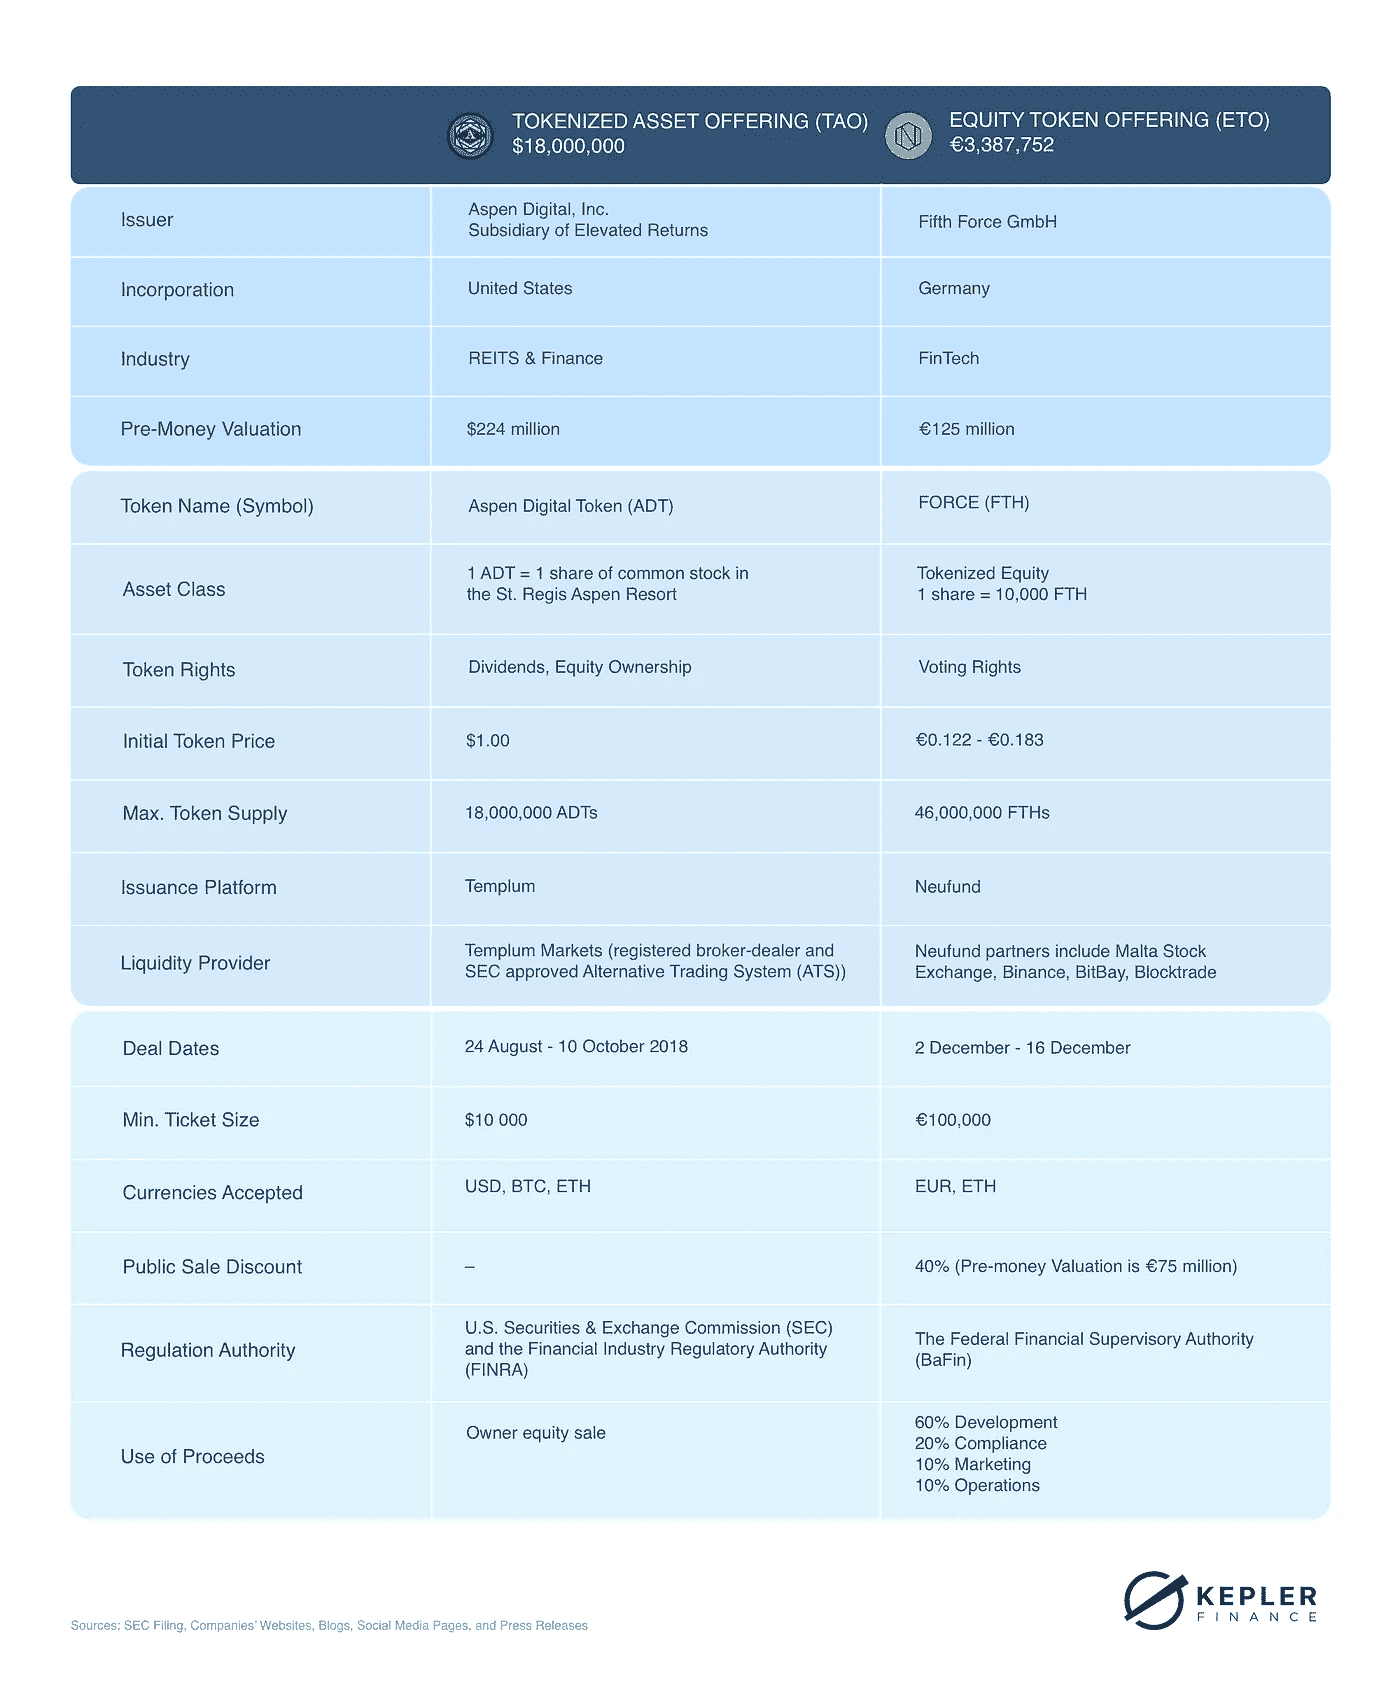 TOKENIZED ASSET OFFERING (TAO)
$18,000,000
EQUITY TOKEN OFFERING (ETO)
€3,387,752
Issuer
Aspen Digital, Inc.
Subsidiary of Elevated Returns
Fifth Force GmbH
Incorporation
United States
Germany
Industry
REITS & Finance
FinTech
Pre-Money Valuation
$224 million
€125 million
Token Name (Symbol)
Aspen Digital Token (ADT)
FORCE (FTH)
Asset Class
1 ADT = 1 share of common stock in
the St. Regis Aspen Resort
Tokenized Equity
1 share = 10,000 FTH
Token Rights
Dividends, Equity Ownership
Voting Rights
Initial Token Price
$1.00
€0.122 - €0.183
Max. Token Supply
18,000,000 ADTs
46,000,000 FTHs
Issuance Platform
Templum
Neufund
Liquidity Provider
Templum Markets (registered broker-dealer and
SEC approved Alternative Trading System (ATS))
Neufund partners include Malta Stock
Exchange, Binance, BitBay, Blocktrade
Deal Dates
24 August - 10 October 2018
2 December - 16 December
Min. Ticket Size
$10 000
€100,000
Currencies Accepted
USD, BTC, ETH
EUR, ETH
Public Sale Discount
–
40% (Pre-money Valuation is €75 million)
Regulation Authority
U.S. Securities & Exchange Commission (SEC)
and the Financial Industry Regulatory Authority
(FINRA)
The Federal Financial Supervisory Authority
(BaFin)
Use of Proceeds
Owner equity sale
60% Development
20% Compliance
10% Marketing
10% Operations
Sources: SEC Filing, Companies' Websites, Blogs, Social Media Pages, and Press Releases
KEPLER
FINANCE